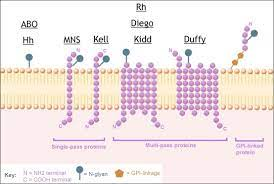 Rh
Diego
Kidd
ABO
Hh
MNS
Kell
Duffy
N
N
N
C
C
N
C
C
Single-pass proteins
Multi-pass proteins
GPI-linked
protein
Key:
N = NH2 terminal
C = COOH terminal
= N-glycan
= GPI-linkage